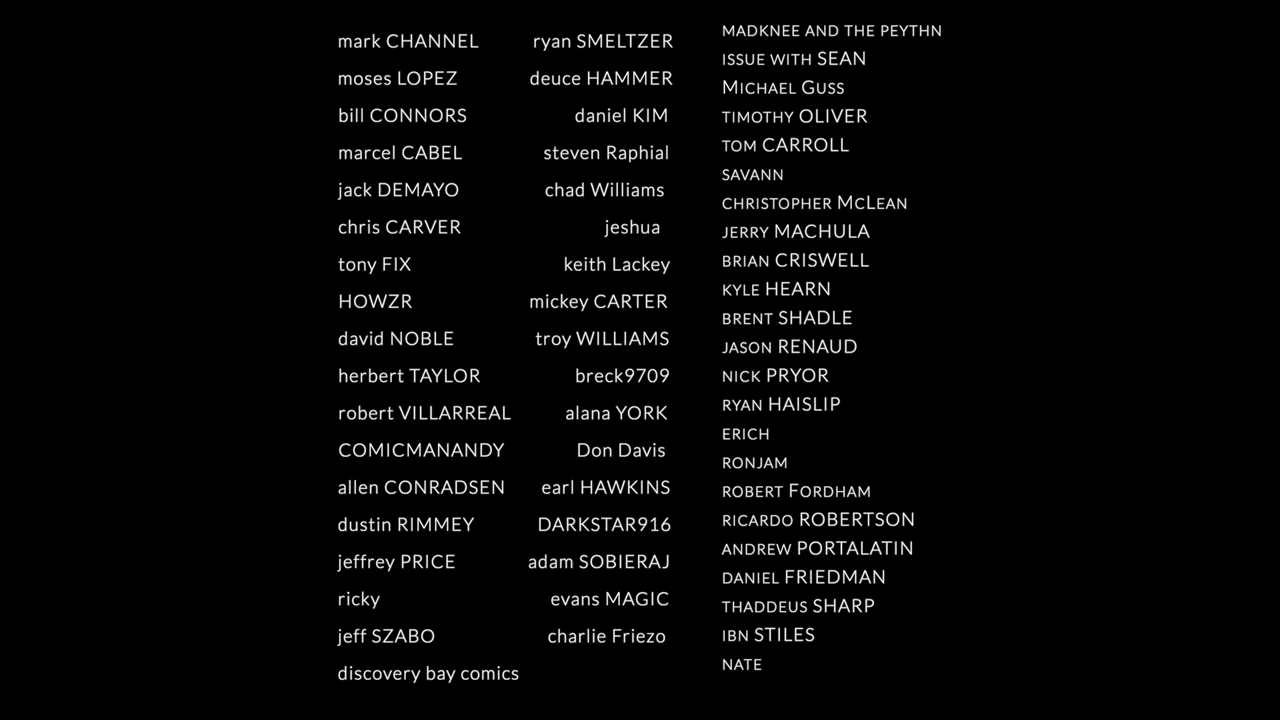 mark CHANNEL
moses LOPEZ
bill CONNORS
marcel CABEL
jack DEMAYO
chris CARVER
tony FIX
HOWZR
david NOBLE
herbert TAYLOR
robert VILLARREAL
COMICMANANDY
allen CONRADSEN
dustin RIMMEY
jeffrey PRICE
ricky
jeff SZABO
discovery bay comics
ryan SMELTZER
deuce HAMMER
daniel KIM
steven Raphial
chad Williams
jeshua
keith Lackey
mickey CARTER
troy WILLIAMS
breck9709
alana YORK
Don Davis
earl HAWKINS
DARKSTAR916
adam SOBIERAJ
evans MAGIC
charlie Friezo
MADKNEE AND THE PEYTHN
ISSUE WITH SEAN
MICHAEL GUSS
TIMOTHY OLIVER
TOM CARROLL
SAVANN
CHRISTOPHER MCLEAN
JERRY MACHULA
BRIAN CRISWELL
KYLE HEARN
BRENT SHADLE
JASON RENAUD
NICK PRYOR
RYAN HAISLIP
ERICH
RONJAM
ROBERT FORDHAM
RICARDO ROBERTSON
ANDREW PORTALATIN
DANIEL FRIEDMAN
THADDEUS SHARP
IBN STILES
NATE